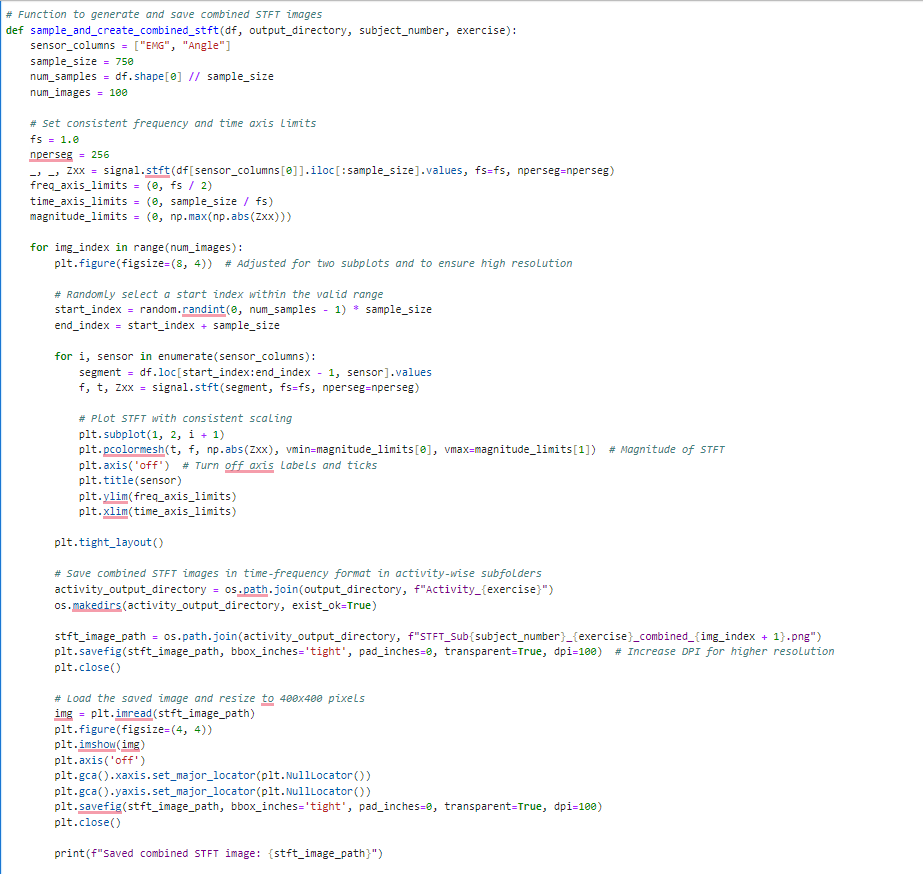 # Function to generate and save combined STFT images
def sample_and_create_combined_stft(df, output_directory, subject_number, exercise):
    sensor_columns = ["EMG", "Angle"]
    sample_size = 750
    num_samples = df.shape[0] // sample_size
    num_images = 100

    # Set consistent frequency and time axis limits
    fs = 1.0
    nperseg = 256
    _, _, Zxx = signal.stft(df[sensor_columns[0]].iloc[:sample_size].values, fs=fs, nperseg=nperseg)
    freq_axis_limits = (0, fs / 2)
    time_axis_limits = (0, sample_size / fs)
    magnitude_limits = (0, np.max(np.abs(Zxx)))

    for img_index in range(num_images):
        plt.figure(figsize=(8, 4))  # Adjusted for two subplots and to ensure high resolution

        # Randomly select a start index within the valid range
        start_index = random.randint(0, num_samples - 1) * sample_size
        end_index = start_index + sample_size

        for i, sensor in enumerate(sensor_columns):
            segment = df.loc[start_index:end_index - 1, sensor].values
            f, t, Zxx = signal.stft(segment, fs=fs, nperseg=nperseg)

            # Plot STFT with consistent scaling
            plt.subplot(1, 2, i + 1)
            plt.pcolormesh(t, f, np.abs(Zxx), vmin=magnitude_limits[0], vmax=magnitude_limits[1])  # Magnitude of STFT
            plt.axis('off')  # Turn off axis labels and ticks
            plt.title(sensor)
            plt.ylim(freq_axis_limits)
            plt.xlim(time_axis_limits)

        plt.tight_layout()

        # Save combined STFT images in time-frequency format in activity-wise subfolders
        activity_output_directory = os.path.join(output_directory, f"Activity_{exercise}")
        os.makedirs(activity_output_directory, exist_ok=True)

        stft_image_path = os.path.join(activity_output_directory, f"STFT_Sub{subject_number}_{exercise}_combined_{img_index + 1}.png")
        plt.savefig(stft_image_path, bbox_inches='tight', pad_inches=0, transparent=True, dpi=100)  # Increase DPI for higher resolution
        plt.close()

        # Load the saved image and resize to 400x400 pixels
        img = plt.imread(stft_image_path)
        plt.figure(figsize=(4, 4))
        plt.imshow(img)
        plt.axis('off')
        plt.gca().xaxis.set_major_locator(plt.NullLocator())
        plt.gca().yaxis.set_major_locator(plt.NullLocator())
        plt.savefig(stft_image_path, bbox_inches='tight', pad_inches=0, transparent=True, dpi=100)
        plt.close()

        print(f"Saved combined STFT image: {stft_image_path}")